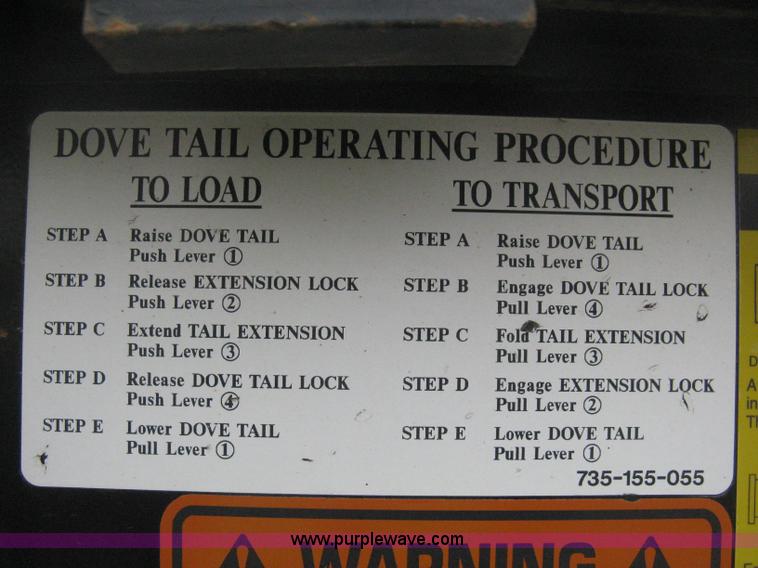 DOVE TAIL OPERATING PROCEDURE
TO LOAD
STEP A Raise DOVE TAIL
Push Lever ①
STEP B Release EXTENSION LOCK
Push Lever ②
STEP C Extend TAIL EXTENSION
Push Lever ③
STEP D Release DOVE TAIL LOCK
Push Lever ④
STEP E Lower DOVE TAIL
Pull Lever ①
TO TRANSPORT
STEP A Raise DOVE TAIL
Push Lever ①
STEP B Engage DOVE TAIL LOCK
Pull Lever ④
STEP C Fold TAIL EXTENSION
Pull Lever ③
STEP D Engage EXTENSION LOCK
Pull Lever ②
STEP E Lower DOVE TAIL
Pull Lever ①
735-155-055
www.purplewave.com
WARNING